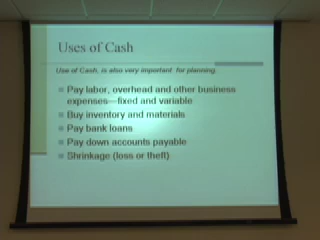 Uses of Cash
Use of Cash, is also very important for planning.
Pay labor, overhead and other business
expenses—fixed and variable
Buy inventory and materials
Pay bank loans
Pay down accounts payable
Shrinkage (loss or theft)